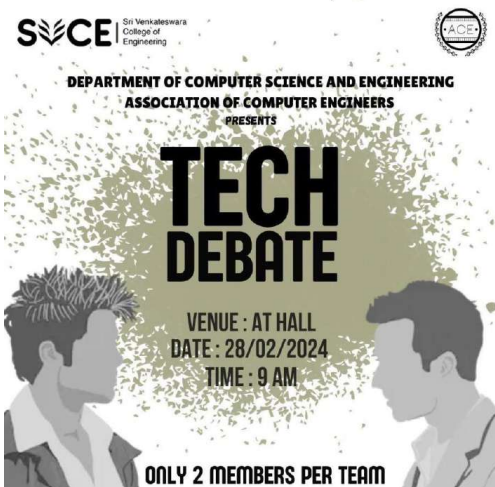 SVCE
Sri Venkateswara
College of
Engineering
ACE
DEPARTMENT OF COMPUTER SCIENCE AND ENGINEERING
ASSOCIATION OF COMPUTER ENGINEERS
PRESENTS
TECH
DEBATE
VENUE : AT HALL
DATE : 28/02/2024
TIME : 9 AM
ONLY 2 MEMBERS PER TEAM